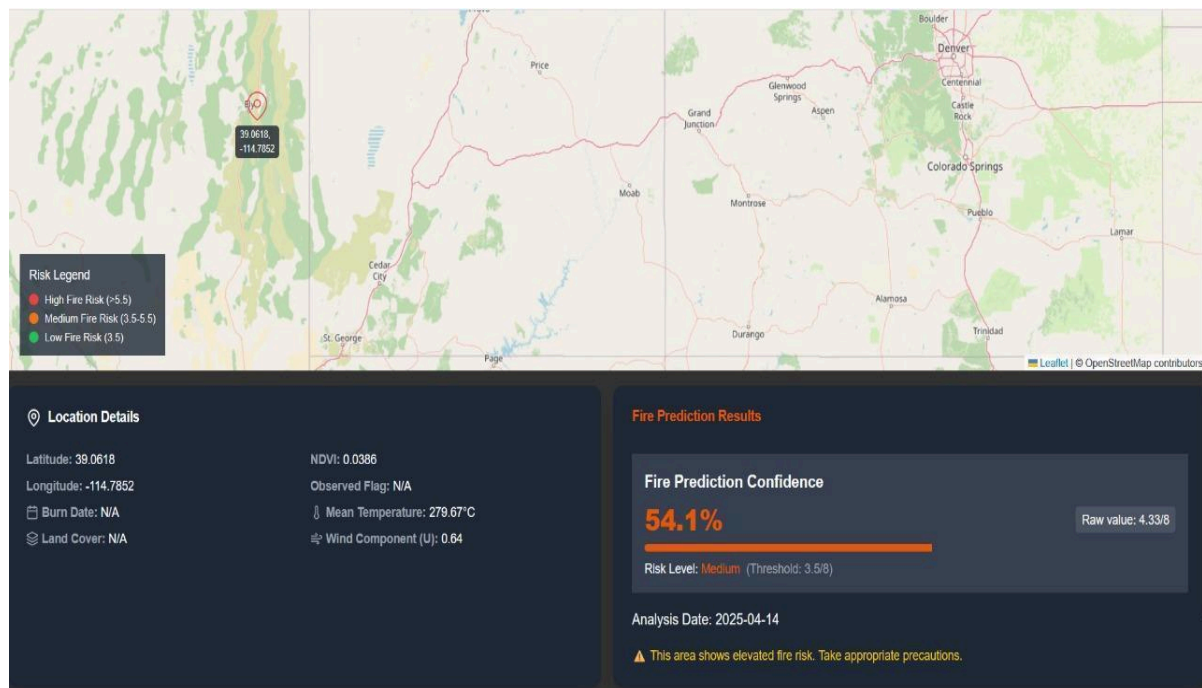 Boulder
Denver
Price
Glenwood
Springs
Centennial
Grand
Junction
Aspen
Castle
Rock
39.0618,
-114.7852
Colorado Springs
Moab
Montrose
Pueblo
Lamar
Risk Legend
High Fire Risk (>5.5)
Medium Fire Risk (3.5-5.5)
Low Fire Risk (3.5)
Cedar
City
Alamosa
St. George
Durango
Trinidad
Page
Leaflet | © OpenStreetMap contributors
Location Details
Latitude: 39.0618
Longitude: -114.7852
Burn Date: N/A
Land Cover: N/A
NDVI: 0.0386
Observed Flag: N/A
Mean Temperature: 279.67°C
Wind Component (U): 0.64
Fire Prediction Results
Fire Prediction Confidence
54.1%
Raw value: 4.33/8
Risk Level: Medium (Threshold: 3.5/8)
Analysis Date: 2025-04-14
This area shows elevated fire risk. Take appropriate precautions.